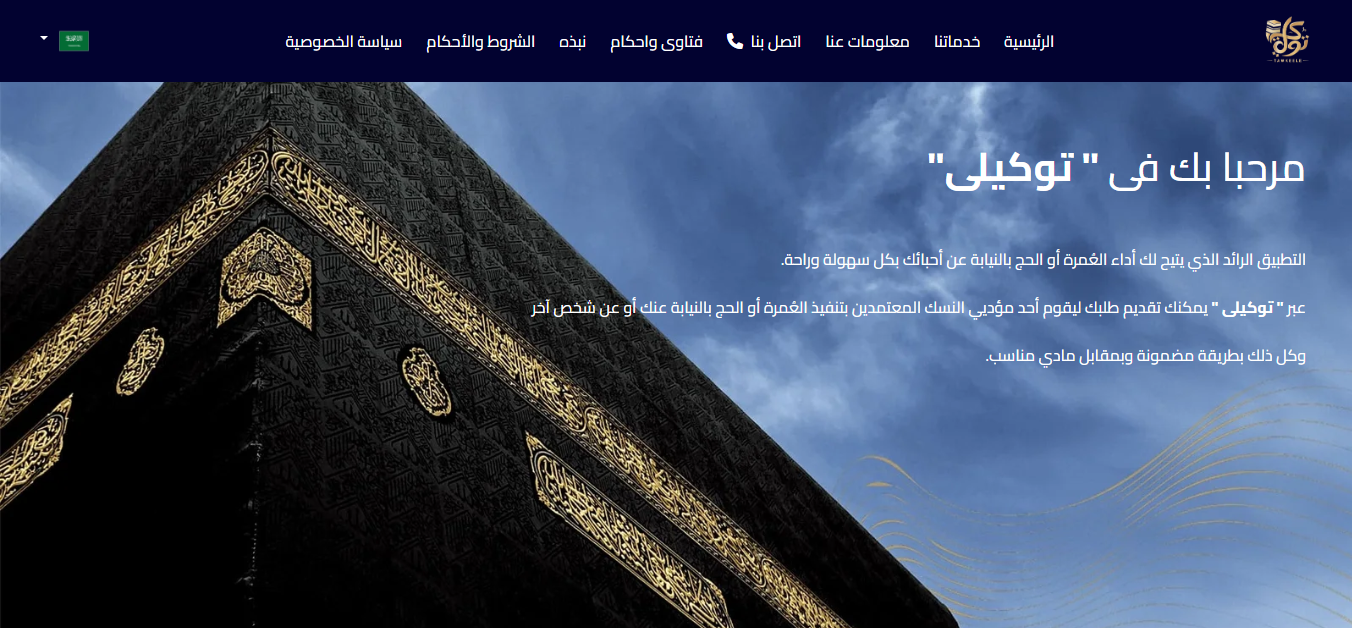 توكيلى
TAWKEELE
الرئيسية
خدماتنا
معلومات عنا
اتصل بنا
فتاوى واحكام
نبذه
الشروط والأحكام
سياسة الخصوصية
مرحبا بك فى " توكيلى"
التطبيق الرائد الذي يتيح لك أداء العُمرة أو الحج بالنيابة عن أحبائك بكل سهولة وراحة.
عبر " توكيلى " يمكنك تقديم طلبك ليقوم أحد مؤديي النسك المعتمدين بتنفيذ العُمرة أو الحج بالنيابة عنك أو عن شخص آخر
وكل ذلك بطريقة مضمونة وبمقابل مادي مناسب.